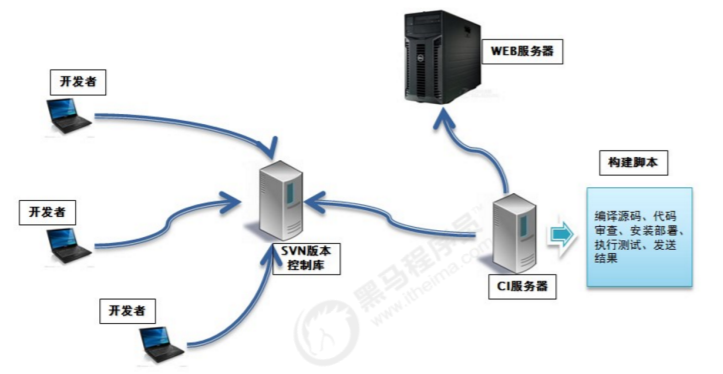 WEB服务器
开发者
构建脚本
开发者
编译源码、代码
审查、安装部署、
执行测试、发送
结果
SVN版本
控制库
CI服务器
开发者
黑马程序员™
www.itheima.com